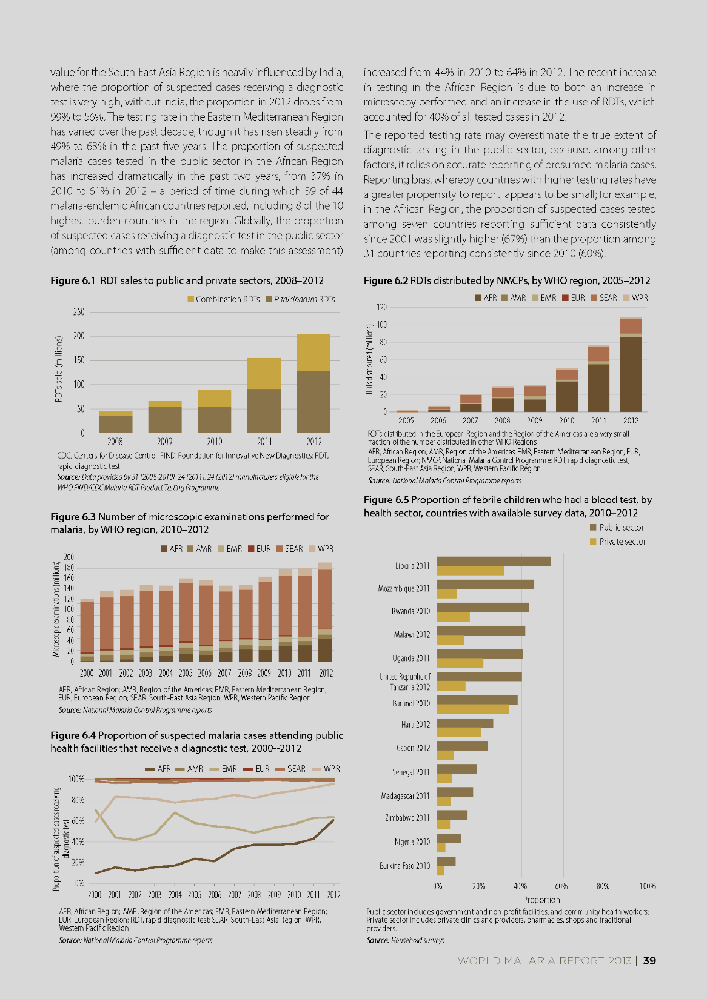 value for the South-East Asia Region is heavily influenced by India,
where the proportion of suspected cases receiving a diagnostic
test is very high; without India, the proportion in 2012 drops from
99% to 56%. The testing rate in the Eastern Mediterranean Region
has varied over the past decade, though it has risen steadily from
49% to 63% in the past five years. The proportion of suspected
malaria cases tested in the public sector in the African Region
has increased dramatically in the past two years, from 37% in
2010 to 61% in 2012 – a period of time during which 39 of 44
malaria-endemic African countries reported, including 8 of the 10
highest burden countries in the region. Globally, the proportion
of suspected cases receiving a diagnostic test in the public sector
(among countries with sufficient data to make this assessment)
increased from 44% in 2010 to 64% in 2012. The recent increase
in testing in the African Region is due to both an increase in
microscopy performed and an increase in the use of RDTs, which
accounted for 40% of all tested cases in 2012.
The reported testing rate may overestimate the true extent of
diagnostic testing in the public sector, because, among other
factors, it relies on accurate reporting of presumed malaria cases.
Reporting bias, whereby countries with higher testing rates have
a greater propensity to report, appears to be small; for example,
in the African Region, the proportion of suspected cases tested
among seven countries reporting sufficient data consistently
since 2001 was slightly higher (67%) than the proportion among
31 countries reporting consistently since 2010 (60%).
Figure 6.1 RDT sales to public and private sectors, 2008–2012
Combination RDTs P. falciparum RDTs
RDTs sold (millions)
250
200
150
100
50
0
2008 2009 2010 2011 2012
CDC, Centers for Disease Control; FIND, Foundation for Innovative New Diagnostics; RDT,
rapid diagnostic test
Source: Data provided by 31 (2008-2010), 24 (2011), 24 (2012) manufacturers eligible for the
WHO FIND/CDC Malaria RDT Product Testing Programme
Figure 6.2 RDTs distributed by NMCPs, by WHO region, 2005–2012
AFR AMR EMR EUR SEAR WPR
RDTs distributed (millions)
120
100
80
60
40
20
0
2005 2006 2007 2008 2009 2010 2011 2012
RDTs distributed in the European Region and the Region of the Americas are a very small
fraction of the number distributed in other WHO Regions
AFR, African Region; AMR, Region of the Americas; EMR, Eastern Mediterranean Region; EUR,
European Region; NMCP, National Malaria Control Programme; RDT, rapid diagnostic test;
SEAR, South-East Asia Region; WPR, Western Pacific Region
Source: National Malaria Control Programme reports
Figure 6.3 Number of microscopic examinations performed for
malaria, by WHO region, 2010–2012
AFR AMR EMR EUR SEAR WPR
Microscopic examinations (millions)
200
180
160
140
120
100
80
60
40
20
0
2000 2001 2002 2003 2004 2005 2006 2007 2008 2009 2010 2011 2012
AFR, African Region; AMR, Region of the Americas; EMR, Eastern Mediterranean Region;
EUR, European Region; SEAR, South-East Asia Region; WPR, Western Pacific Region
Source: National Malaria Control Programme reports
Figure 6.4 Proportion of suspected malaria cases attending public
health facilities that receive a diagnostic test, 2000--2012
AFR AMR EMR EUR SEAR WPR
Proportion of suspected cases receiving
diagnostic test
100%
80%
60%
40%
20%
0%
2000 2001 2002 2003 2004 2005 2006 2007 2008 2009 2010 2011 2012
AFR, African Region; AMR, Region of the Americas; EMR, Eastern Mediterranean Region;
EUR, European Region; RDT, rapid diagnostic test; SEAR, South-East Asia Region; WPR,
Western Pacific Region
Source: National Malaria Control Programme reports
Figure 6.5 Proportion of febrile children who had a blood test, by
health sector, countries with available survey data, 2010–2012
Public sector
Private sector
Liberia 2011
Mozambique 2011
Rwanda 2010
Malawi 2012
Uganda 2011
United Republic of
Tanzania 2012
Burundi 2010
Haiti 2012
Gabon 2012
Senegal 2011
Madagascar 2011
Zimbabwe 2011
Nigeria 2010
Burkina Faso 2010
0% 20% 40% 60% 80% 100%
Proportion
Public sector includes government and non-profit facilities, and community health workers;
Private sector includes private clinics and providers, pharmacies, shops and traditional
providers.
Source: Household surveys
WORLD MALARIA REPORT 2013 | 39